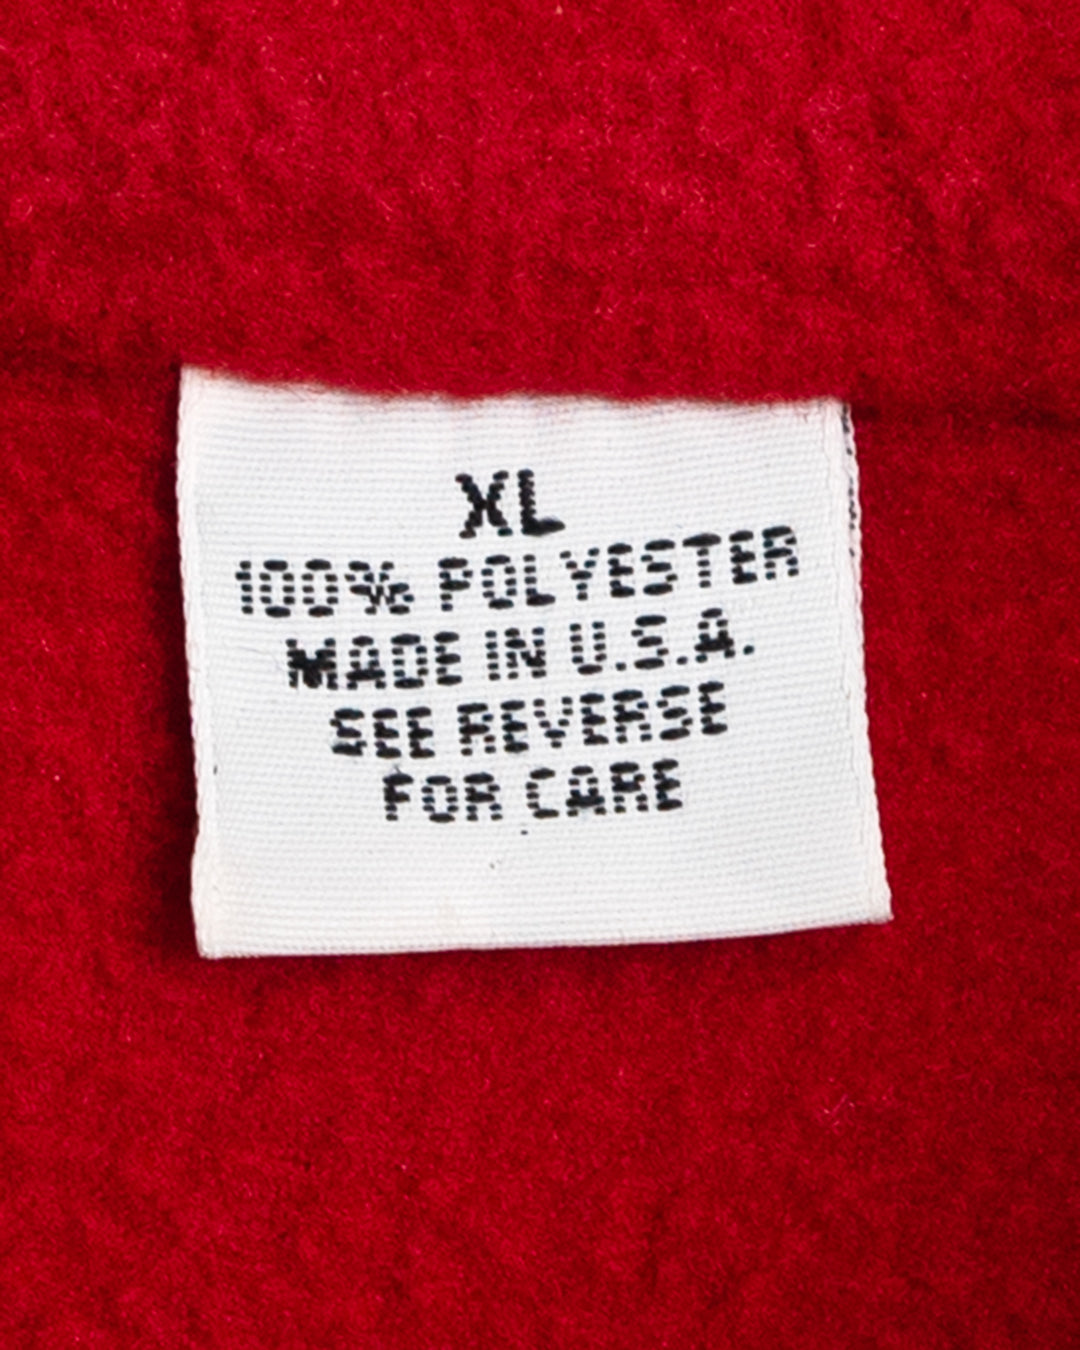 XL
100% POLYESTER
MADE IN U.S.A.
SEE REVERSE
FOR CARE